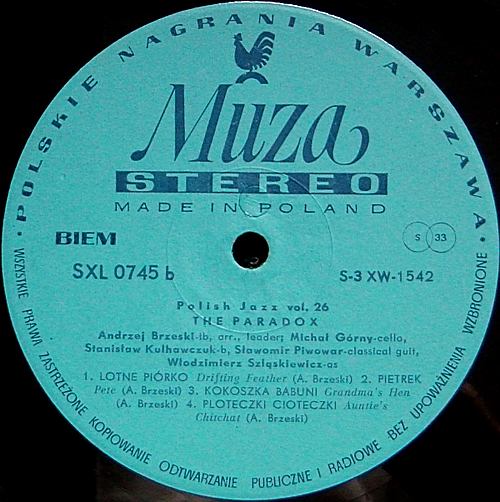 • POLSKIE NAGRANIA WARSZAWA •
Muza
STEREO
MADE IN POLAND
BIEM
S 33
SXL 0745 b
S-3 XW-1542
Polish Jazz vol. 26
THE PARADOX
Andrzej Brzeski-tb, arr., leader; Michał Górny-cello,
Stanisław Kulhawczuk-b, Sławomir Piwowar-classical guit,
Włodzimierz Szląskiewicz-as
1. LOTNE PIÓRKO Drifting Feather (A. Brzeski) 2. PIETREK
Pete (A. Brzeski) 3. KOKOSZKA BABUNI Grandma's Hen
(A. Brzeski) 4. PLOTECZKI CIOTECZKI Auntie's
Chitchat (A. Brzeski)
WSZYSTKIE PRAWA ZASTRZEŻONE KOPIOWANIE ODTWARZANIE PUBLICZNE I RADIOWE BEZ UPOWAŻNIENIA WZBRONIONE